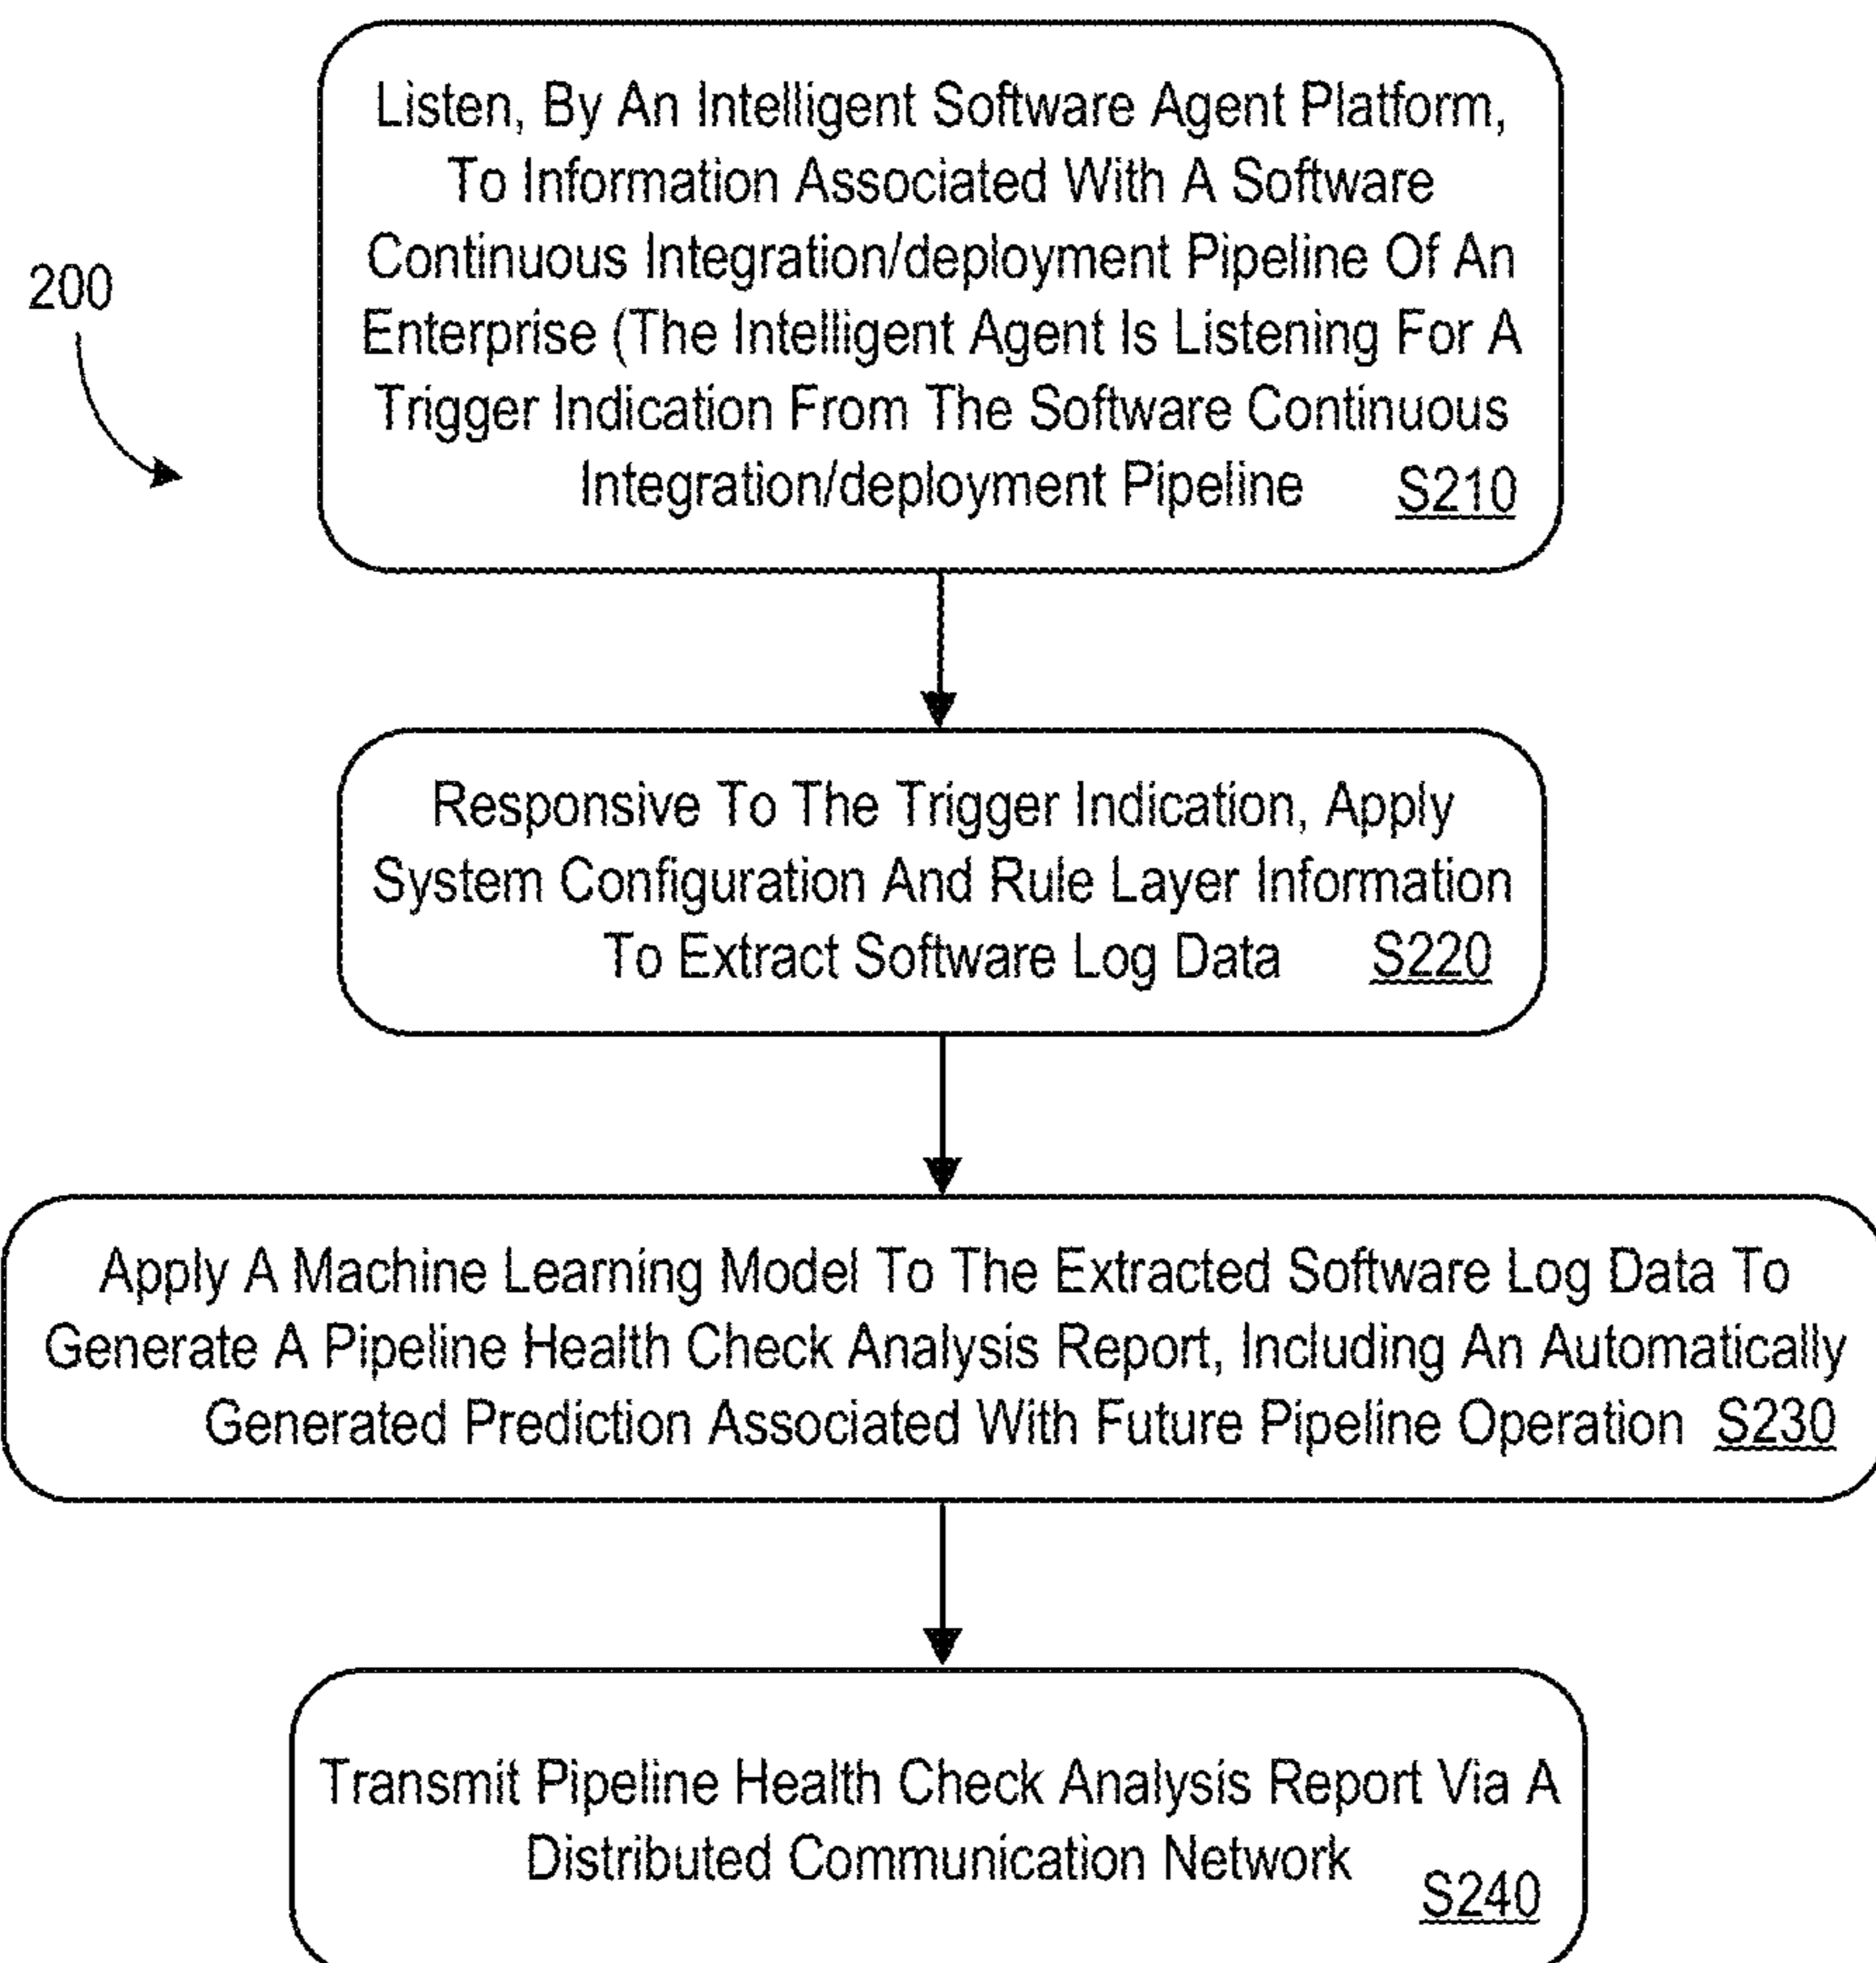 200
Listen, By An Intelligent Software Agent Platform,
To Information Associated With A Software
Continuous Integration/deployment Pipeline Of An
Enterprise (The Intelligent Agent Is Listening For A
Trigger Indication From The Software Continuous
Integration/deployment Pipeline S210
Responsive To The Trigger Indication, Apply
System Configuration And Rule Layer Information
To Extract Software Log Data S220
Apply A Machine Learning Model To The Extracted Software Log Data To
Generate A Pipeline Health Check Analysis Report, Including An Automatically
Generated Prediction Associated With Future Pipeline Operation S230
Transmit Pipeline Health Check Analysis Report Via A
Distributed Communication Network
S240